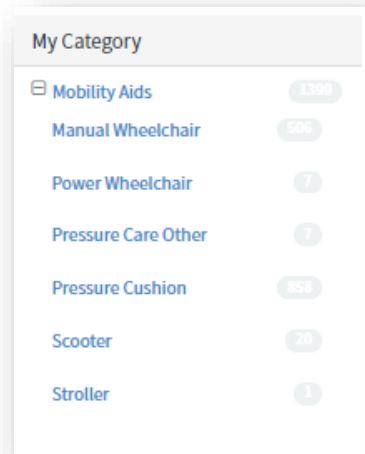 My Category
Mobility Aids 1399
Manual Wheelchair 506
Power Wheelchair 7
Pressure Care Other 7
Pressure Cushion 858
Scooter 20
Stroller 1